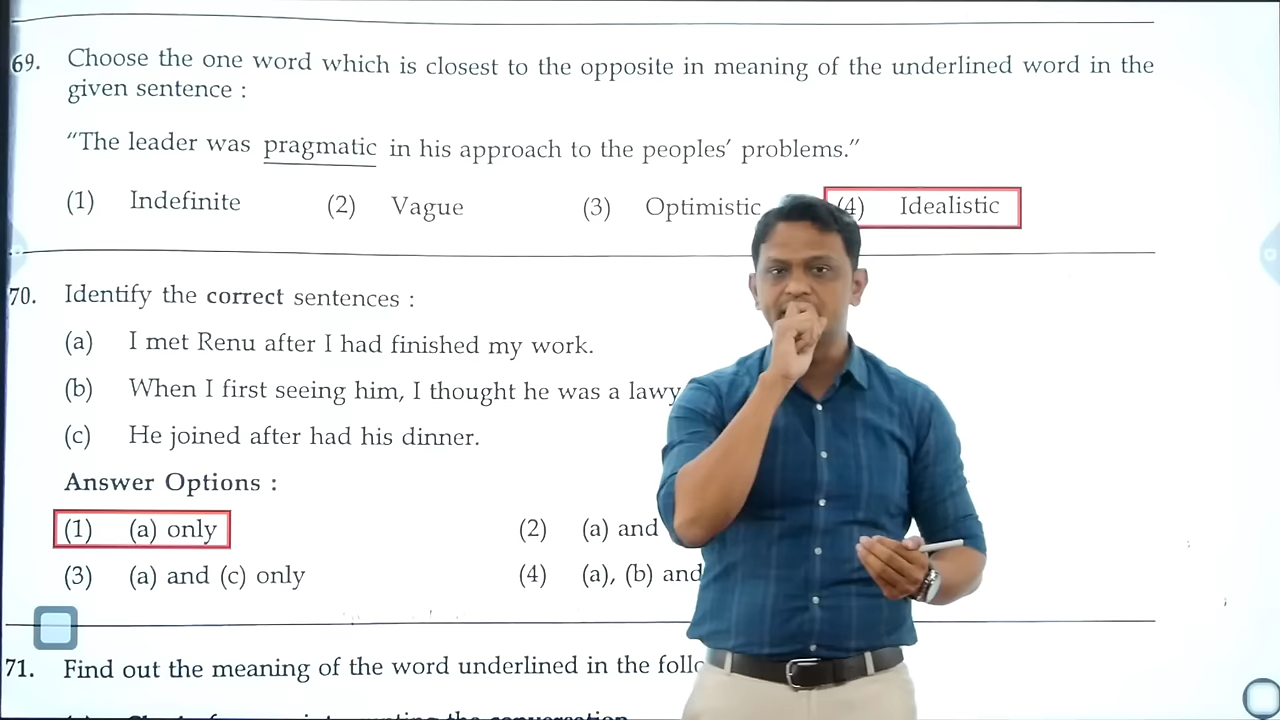 69. Choose the one word which is closest to the opposite in meaning of the underlined word in the
given sentence :
“The leader was pragmatic in his approach to the peoples’ problems.”
(1) Indefinite (2) Vague (3) Optimistic (4) Idealistic
70. Identify the correct sentences :
(a) I met Renu after I had finished my work.
(b) When I first seeing him, I thought he was a
(c) He joined after had his dinner.
Answer Options :
(1) (a) only (2) (a) and
(3) (a) and (c) only (4) (a), (b) and
71. Find out the meaning of the word underlined in the
the conversation